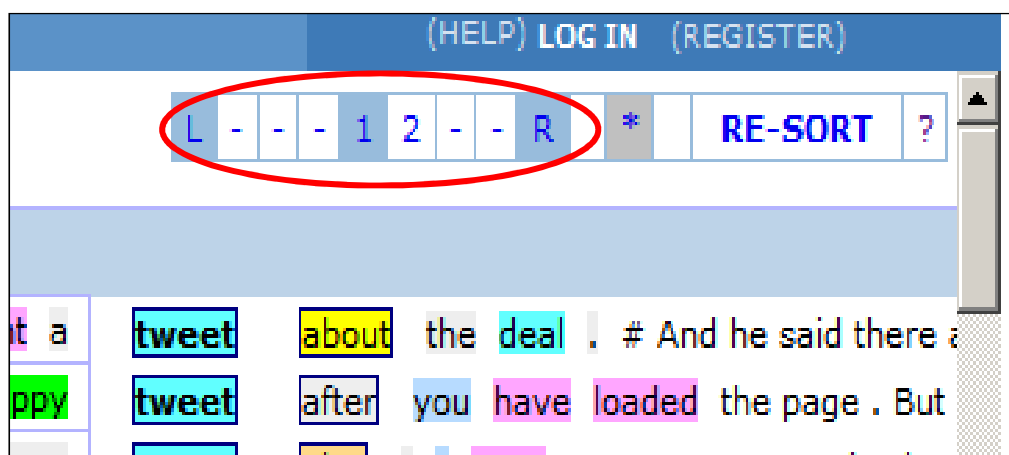 (HELP) LOG IN (REGISTER)
L - - - 1 2 - - R * RE-SORT ?
a tweet about the deal . # And he said there
tweet after you have loaded the page . But